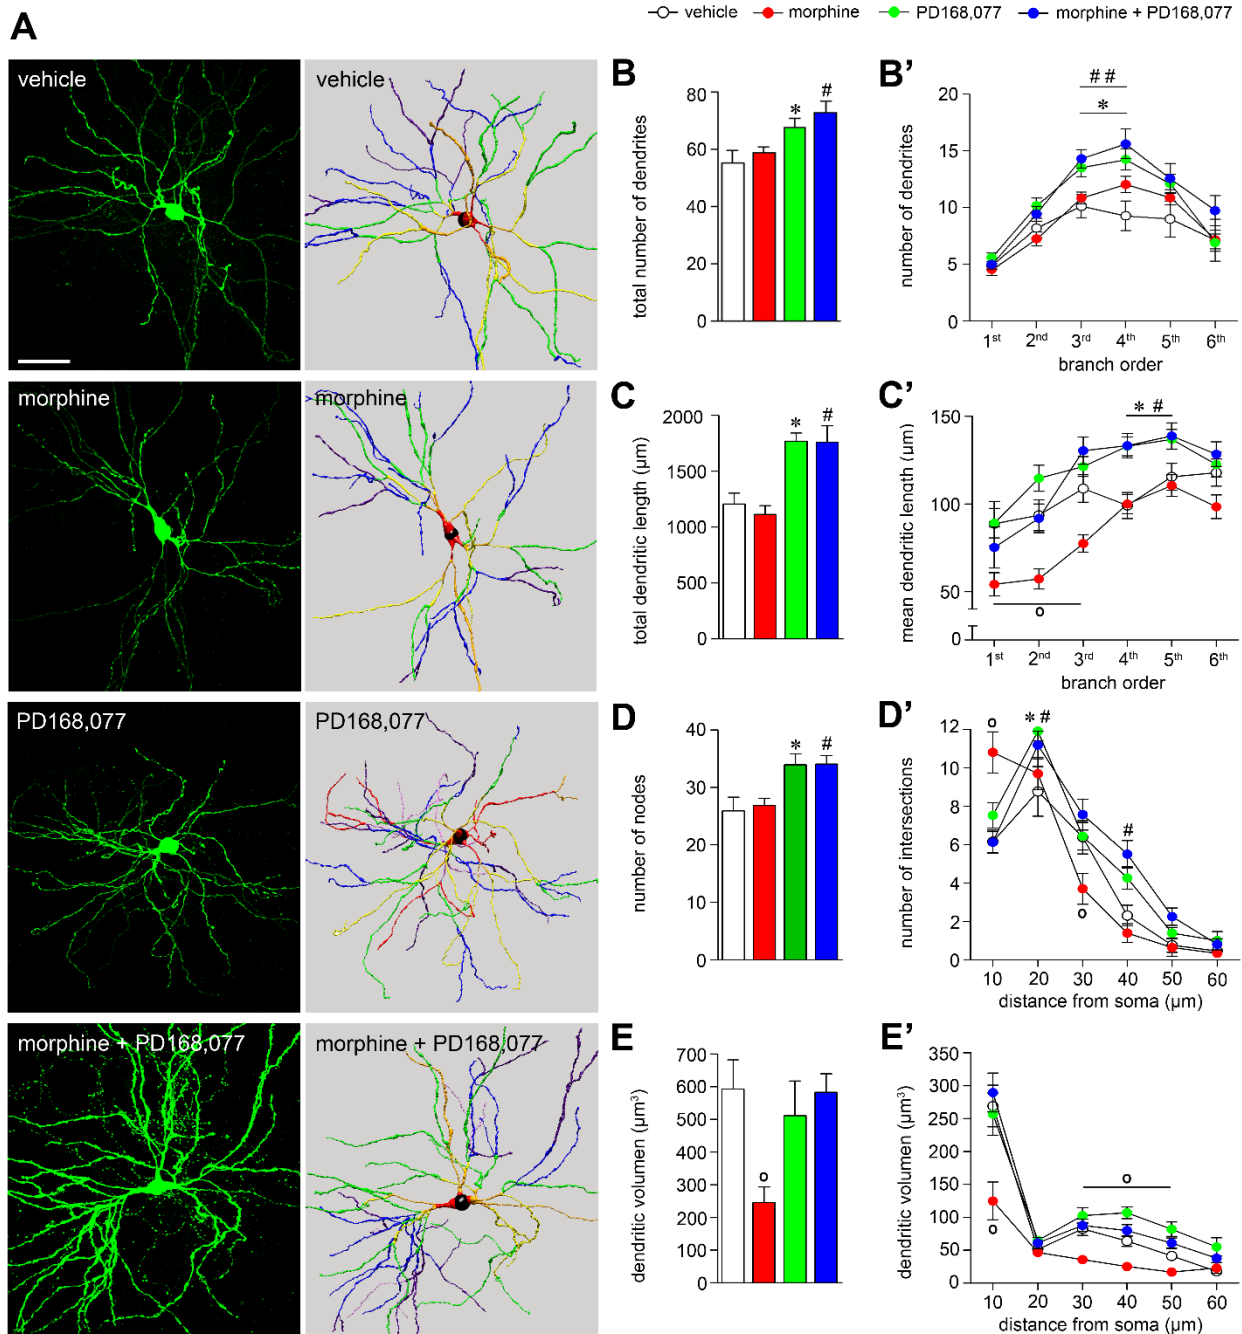 vehicle morphine PD168,077 morphine + PD168,077
A
vehicle
vehicle
morphine
morphine
PD168,077
PD168,077
morphine + PD168,077
morphine + PD168,077
B
total number of dendrites
80
60
40
20
0
*
#
B’
number of dendrites
20
15
10
5
0
# #
*
1st 2nd 3rd 4th 5th 6th
branch order
C
total dendritic length (µm)
2000
1500
1000
500
0
*
#
C’
mean dendritic length (µm)
150
100
50
0
* #
o
1st 2nd 3rd 4th 5th 6th
branch order
D
number of nodes
40
30
20
10
0
*
#
D’
number of intersections
12
10
8
6
4
2
0
o
* #
#
o
10 20 30 40 50 60
distance from soma (µm)
E
dendritic volumen (µm³)
700
600
500
400
300
200
100
0
o
E’
dendritic volumen (µm³)
350
300
250
200
150
100
50
0
o
o
10 20 30 40 50 60
distance from soma (µm)